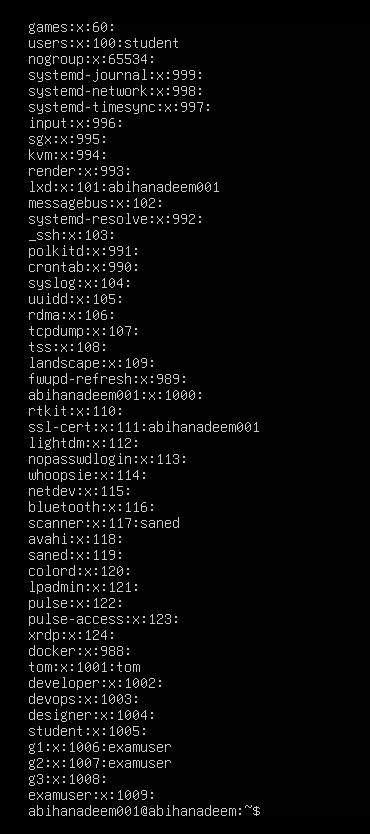 games:x:60:
users:x:100:student
nogroup:x:65534:
systemd-journal:x:999:
systemd-network:x:998:
systemd-timesync:x:997:
input:x:996:
sgx:x:995:
kvm:x:994:
render:x:993:
lxd:x:101:abihanadeem001
messagebus:x:102:
systemd-resolve:x:992:
_ssh:x:103:
polkitd:x:991:
crontab:x:990:
syslog:x:104:
uuidd:x:105:
rdma:x:106:
tcpdump:x:107:
tss:x:108:
landscape:x:109:
fwupd-refresh:x:989:
abihanadeem001:x:1000:
rtkit:x:110:
ssl-cert:x:111:abihanadeem001
lightdm:x:112:
nopasswdlogin:x:113:
whoopsie:x:114:
netdev:x:115:
bluetooth:x:116:
scanner:x:117:saned
avahi:x:118:
saned:x:119:
colord:x:120:
lpadmin:x:121:
pulse:x:122:
pulse-access:x:123:
xrdp:x:124:
docker:x:988:
tom:x:1001:tom
developer:x:1002:
devops:x:1003:
designer:x:1004:
student:x:1005:
g1:x:1006:examuser
g2:x:1007:examuser
g3:x:1008:
examuser:x:1009:
abihanadeem001@abihanadeem:~$